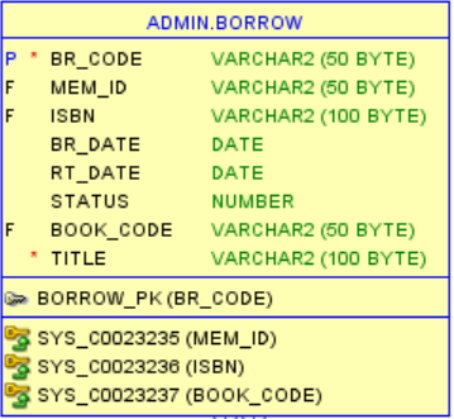 ADMIN.BORROW
P * BR_CODE VARCHAR2 (50 BYTE)
F MEM_ID VARCHAR2 (50 BYTE)
F ISBN VARCHAR2 (100 BYTE)
BR_DATE DATE
RT_DATE DATE
STATUS NUMBER
F BOOK_CODE VARCHAR2 (50 BYTE)
* TITLE VARCHAR2 (100 BYTE)
BORROW_PK (BR_CODE)
SYS_C0023235 (MEM_ID)
SYS_C0023236 (ISBN)
SYS_C0023237 (BOOK_CODE)